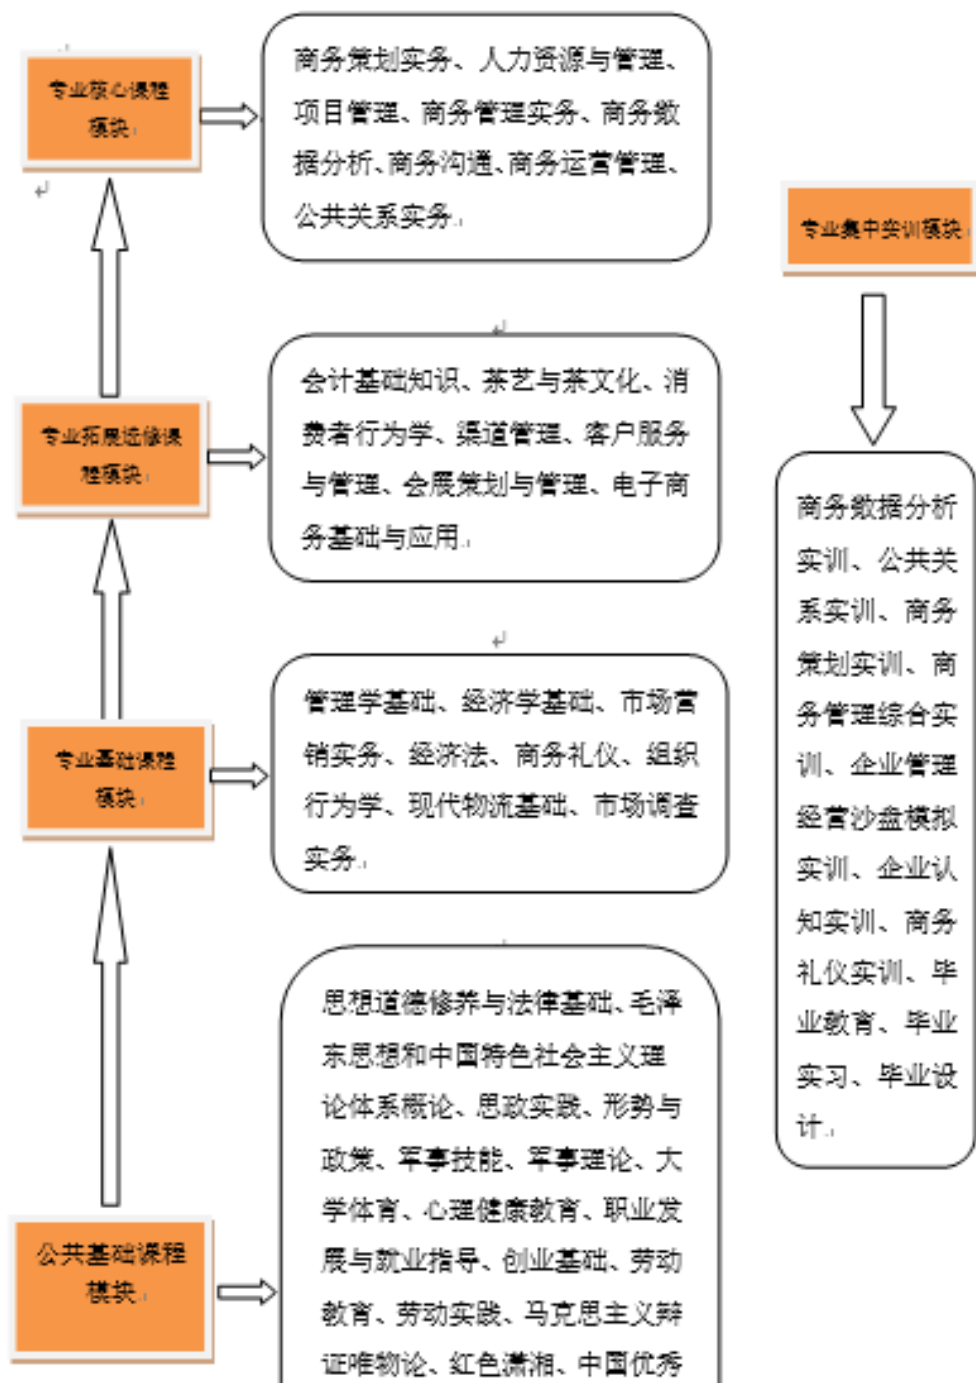 专业核心课程
模块
商务策划实务、人力资源与管理、
项目管理、商务管理实务、商务数
据分析、商务沟通、商务运营管理、
公共关系实务.
专业集中实训模块
专业拓展选修课
程模块
会计基础知识、茶艺与茶文化、消
费者行为学、渠道管理、客户服务
与管理、会展策划与管理、电子商
务基础与应用.
商务数据分析
实训、公共关
系实训、商务
策划实训、商
务管理综合实
训、企业管理
经营沙盘模拟
实训、企业认
知实训、商务
礼仪实训、毕
业教育、毕业
实习、毕业设
计.
专业基础课程
模块
管理学基础、经济学基础、市场营
销实务、经济法、商务礼仪、组织
行为学、现代物流基础、市场调查
实务.
公共基础课程
模块
思想道德修养与法律基础、毛泽
东思想和中国特色社会主义理
论体系概论、思政实践、形势与
政策、军事技能、军事理论、大
学体育、心理健康教育、职业发
展与就业指导、创业基础、劳动
教育、劳动实践、马克思主义辩
证唯物论、红色潇湘、中国优秀